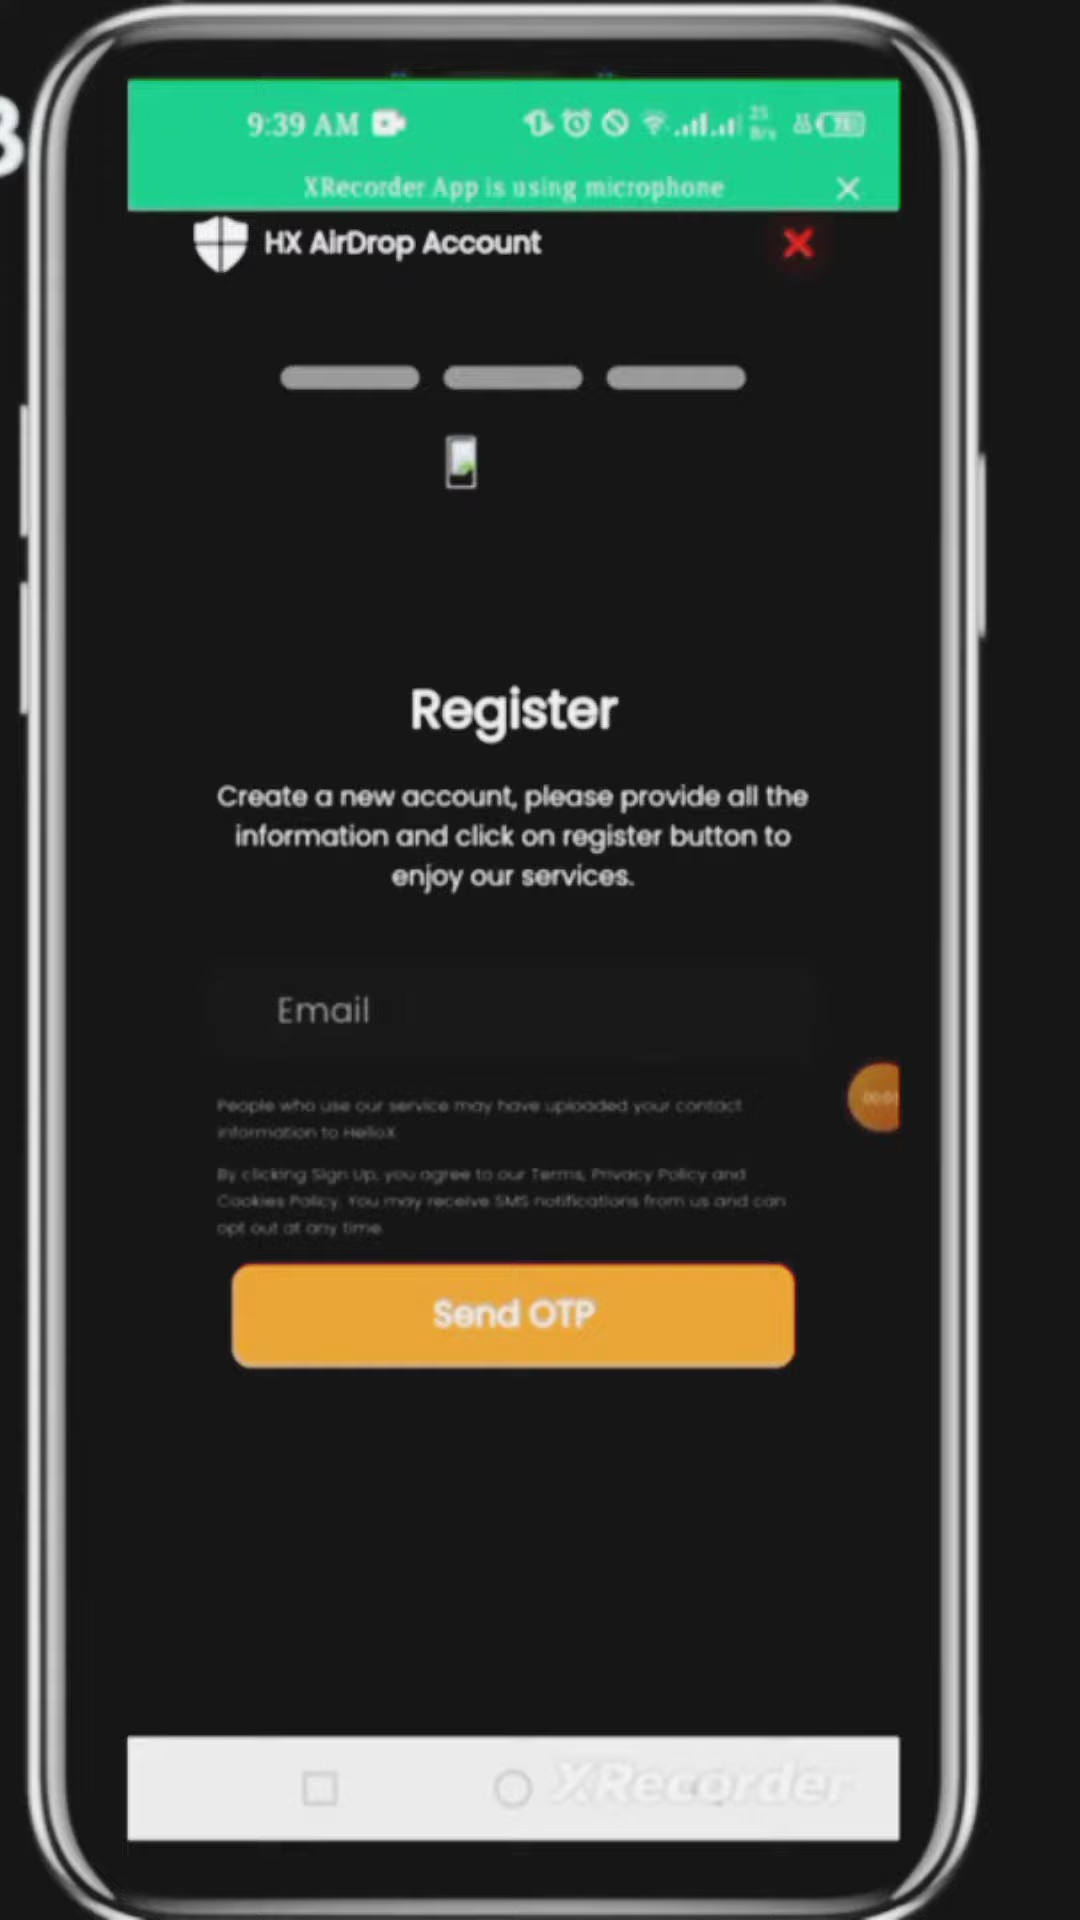 9:39 AM
XRecorder App is using microphone
HX AirDrop Account
Register
Create a new account, please provide all the
information and click on register button to
enjoy our services.
Email
People who use our service may have uploaded your contact
information to HelloX.
By clicking Sign Up, you agree to our Terms, Privacy Policy and
Cookies Policy. You may receive SMS notifications from us and can
opt out at any time.
Send OTP
XRecorder